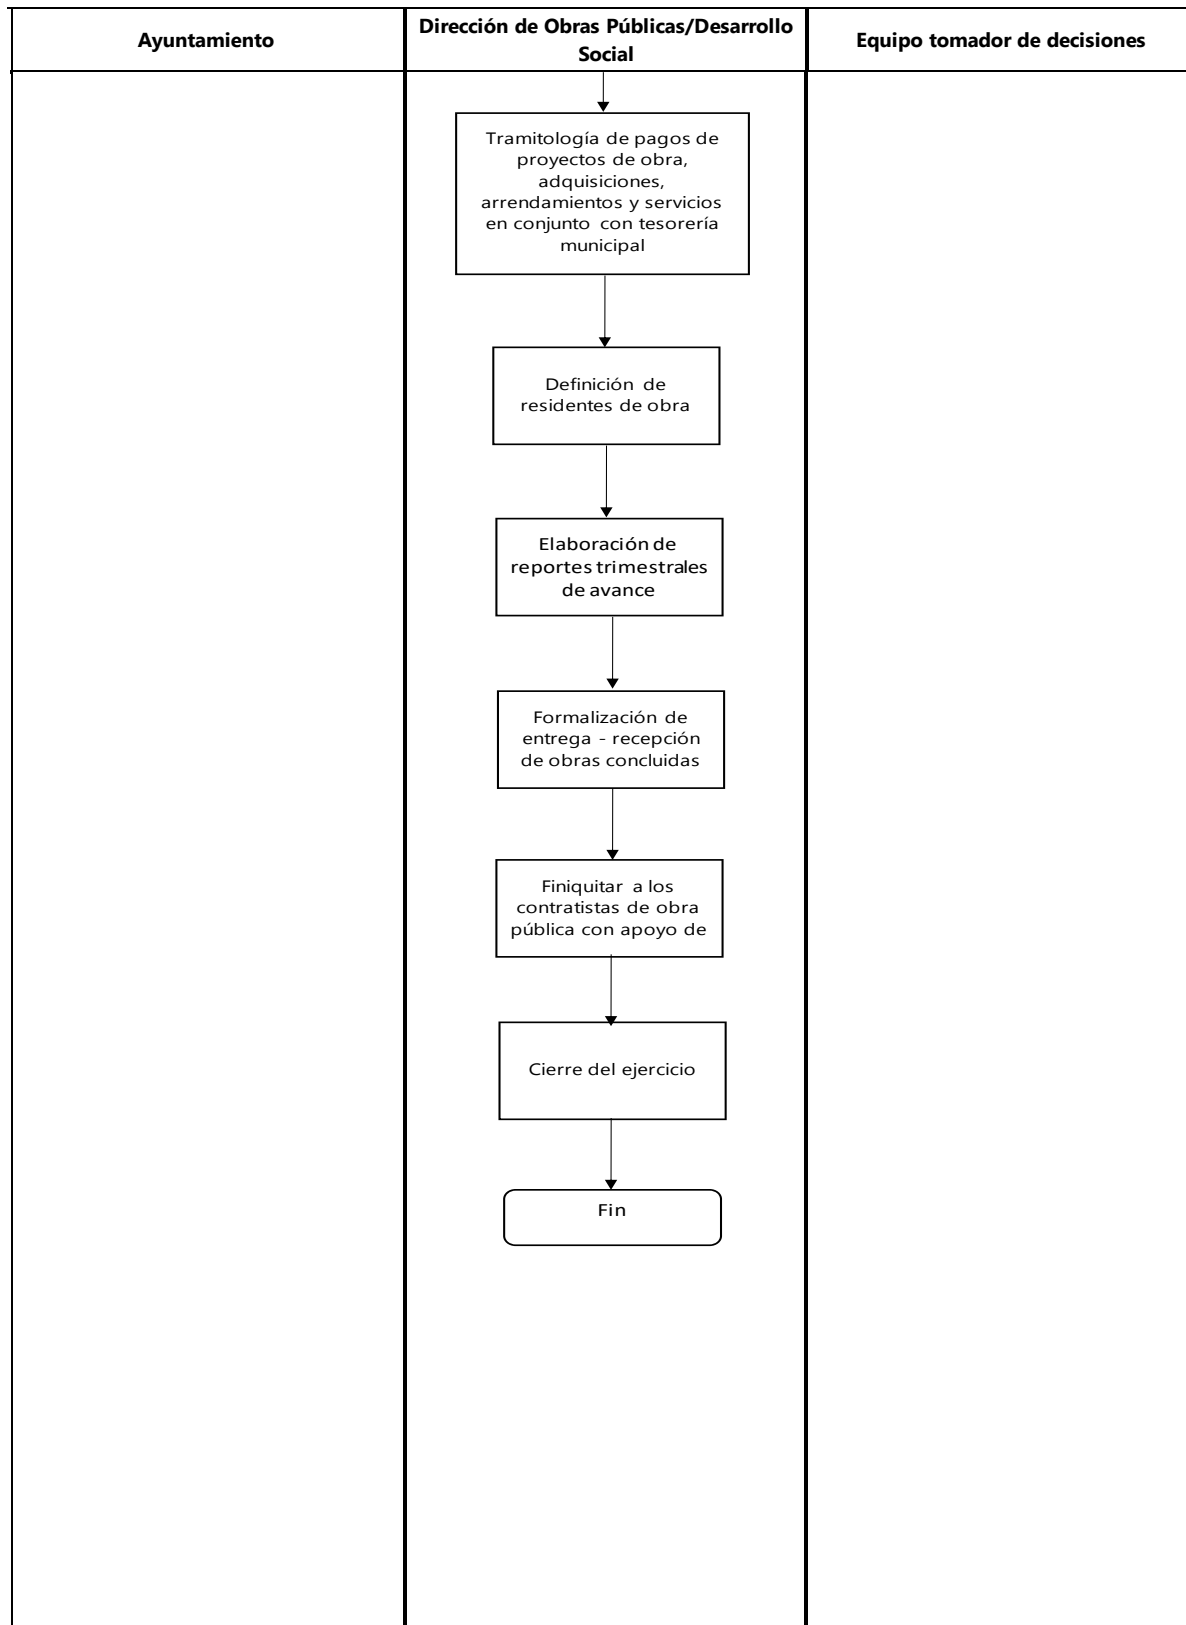 Ayuntamiento
Dirección de Obras Públicas/Desarrollo
Social
Equipo tomador de decisiones
Tramitología de pagos de
proyectos de obra,
adquisiciones,
arrendamientos y servicios
en conjunto con tesorería
municipal
Definición de
residentes de obra
Elaboración de
reportes trimestrales
de avance
Formalización de
entrega - recepción
de obras concluidas
Finiquitar a los
contratistas de obra
pública con apoyo de
Cierre del ejercicio
Fin